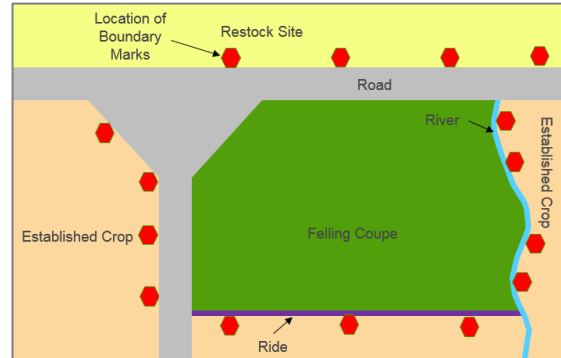 Location of
Boundary
Marks
Restock Site
Road
River
Established Crop
Established Crop
Felling Coupe
Ride